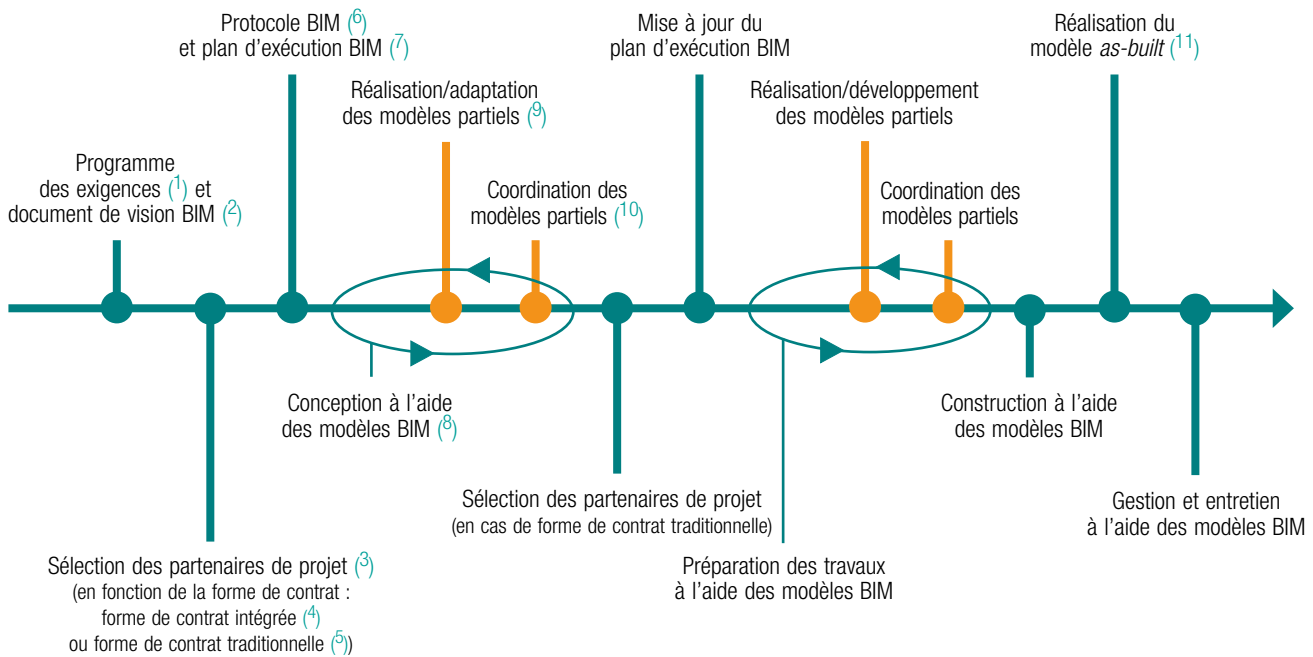 Protocole BIM (6)
et plan d'exécution BIM (7)
Mise à jour du
plan d'exécution BIM
Réalisation du
modèle as-built (11)
Réalisation/adaptation
des modèles partiels (9)
Réalisation/développement
des modèles partiels
Programme
des exigences (1) et
document de vision BIM (2)
Coordination des
modèles partiels (10)
Coordination des
modèles partiels
Conception à l'aide
des modèles BIM (8)
Construction à l'aide
des modèles BIM
Sélection des partenaires de projet
(en cas de forme de contrat traditionnelle)
Gestion et entretien
à l'aide des modèles BIM
Sélection des partenaires de projet (3)
(en fonction de la forme de contrat :
forme de contrat intégrée (4)
ou forme de contrat traditionnelle (5))
Préparation des travaux
à l'aide des modèles BIM